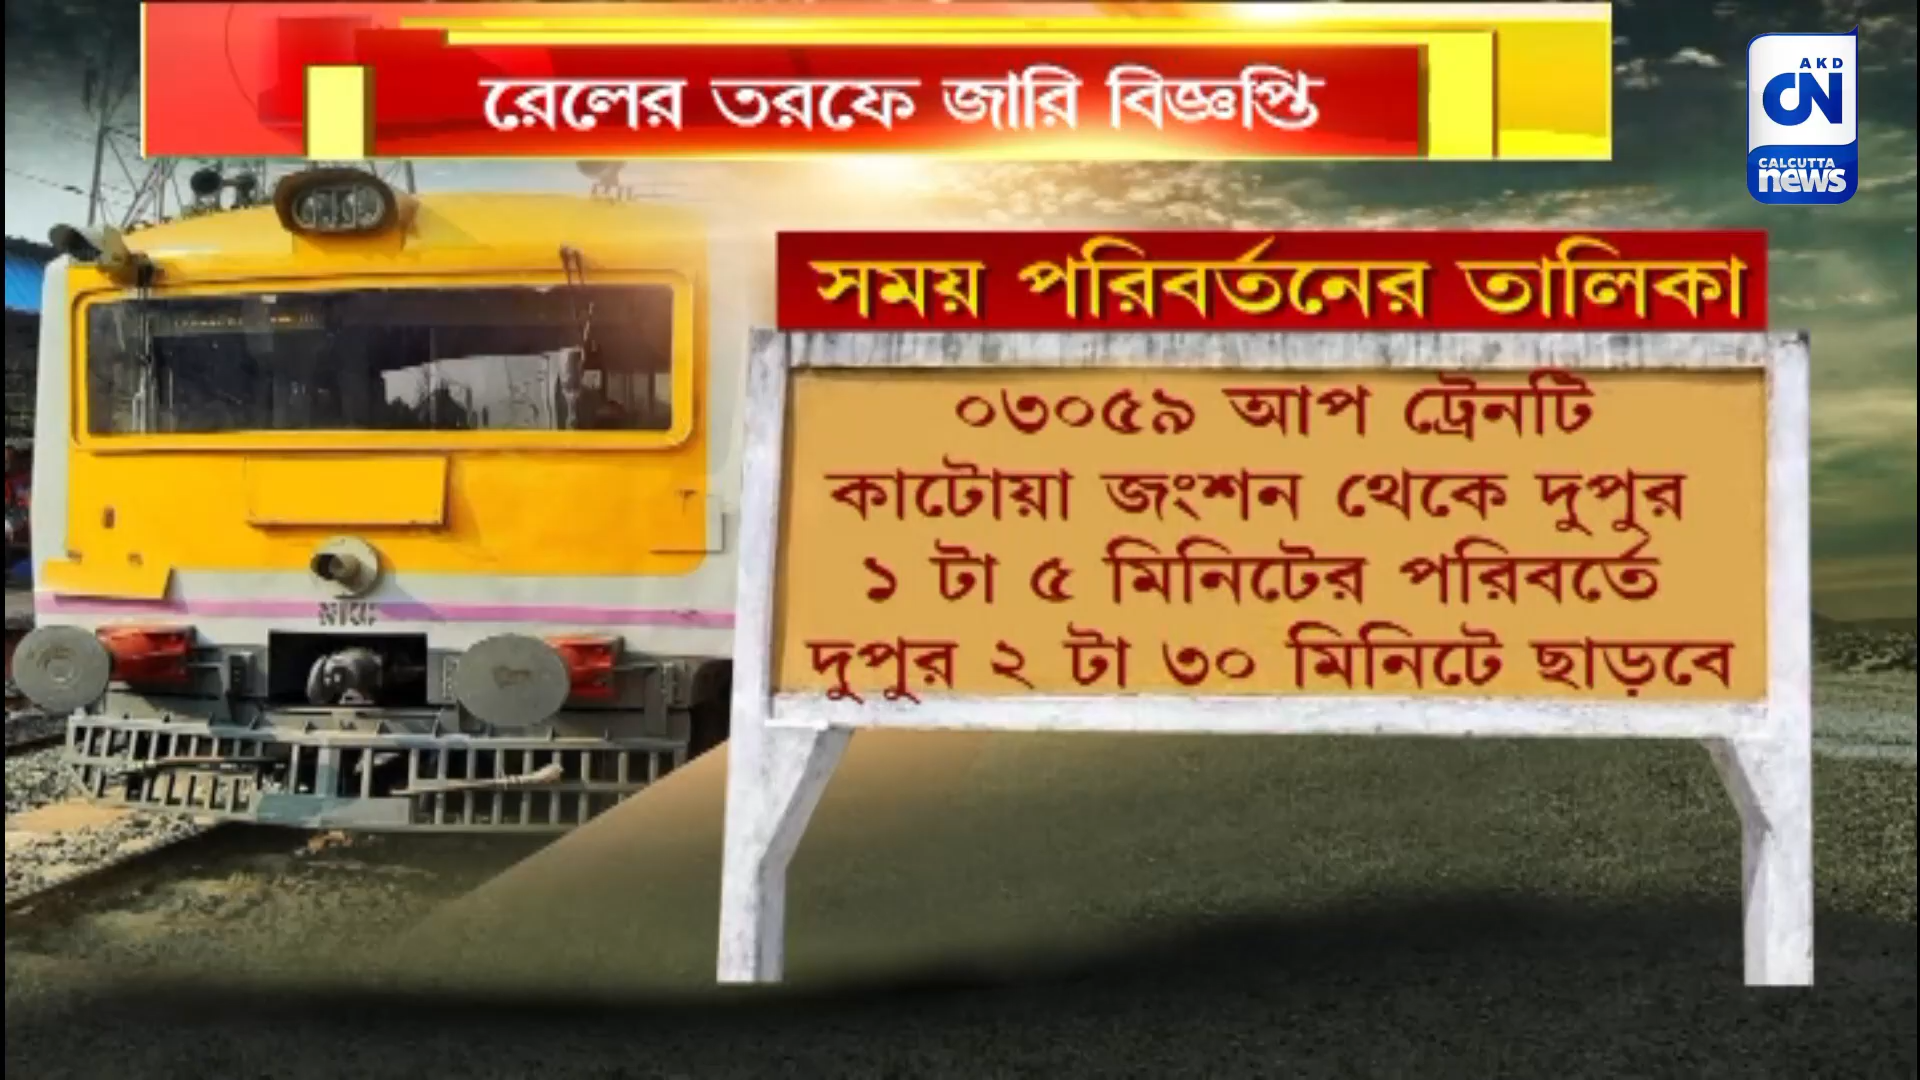 রেলের তরফে জারি বিজ্ঞপ্তি
AKD
CN
CALCUTTA
news
সময় পরিবর্তনের তালিকা
০৩০৫৯ আপ ট্রেনটি
কাটোয়া জংশন থেকে দুপুর
১ টা ৫ মিনিটের পরিবর্তে
দুপুর ২ টা ৩০ মিনিটে ছাড়বে